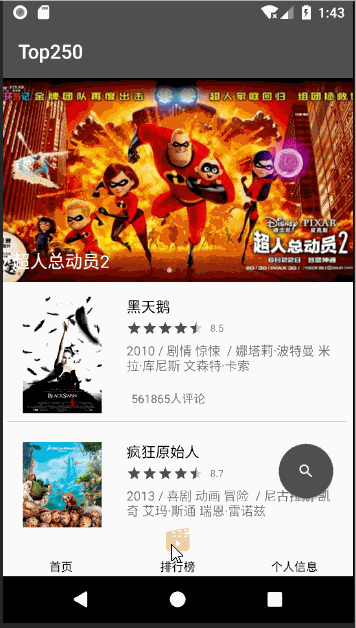 1:43
Top250
金牌团队再度出击
超人家庭回归
组团拯救
DISNEY PIXAR
超人总动员2
6月22日
超人总动员2
黑天鹅
8.5
2010 / 剧情 惊悚 / 娜塔莉·波特曼 米
拉·库尼斯 文森特·卡索
BLACK SWAN
561865人评论
疯狂原始人
8.7
2013 / 喜剧 动画 冒险 / 尼古拉斯·凯
奇 艾玛·斯通 瑞恩·雷诺兹
首页
排行榜
个人信息